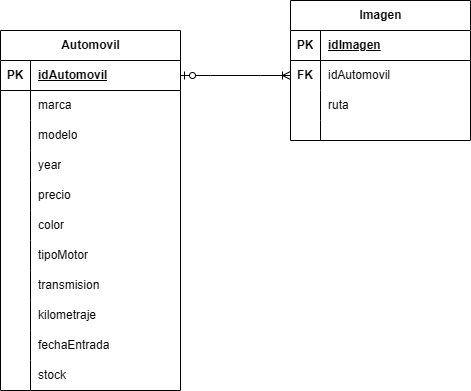 Automovil
PK idAutomovil
marca
modelo
year
precio
color
tipoMotor
transmision
kilometraje
fechaEntrada
stock
Imagen
PK idImagen
FK idAutomovil
ruta